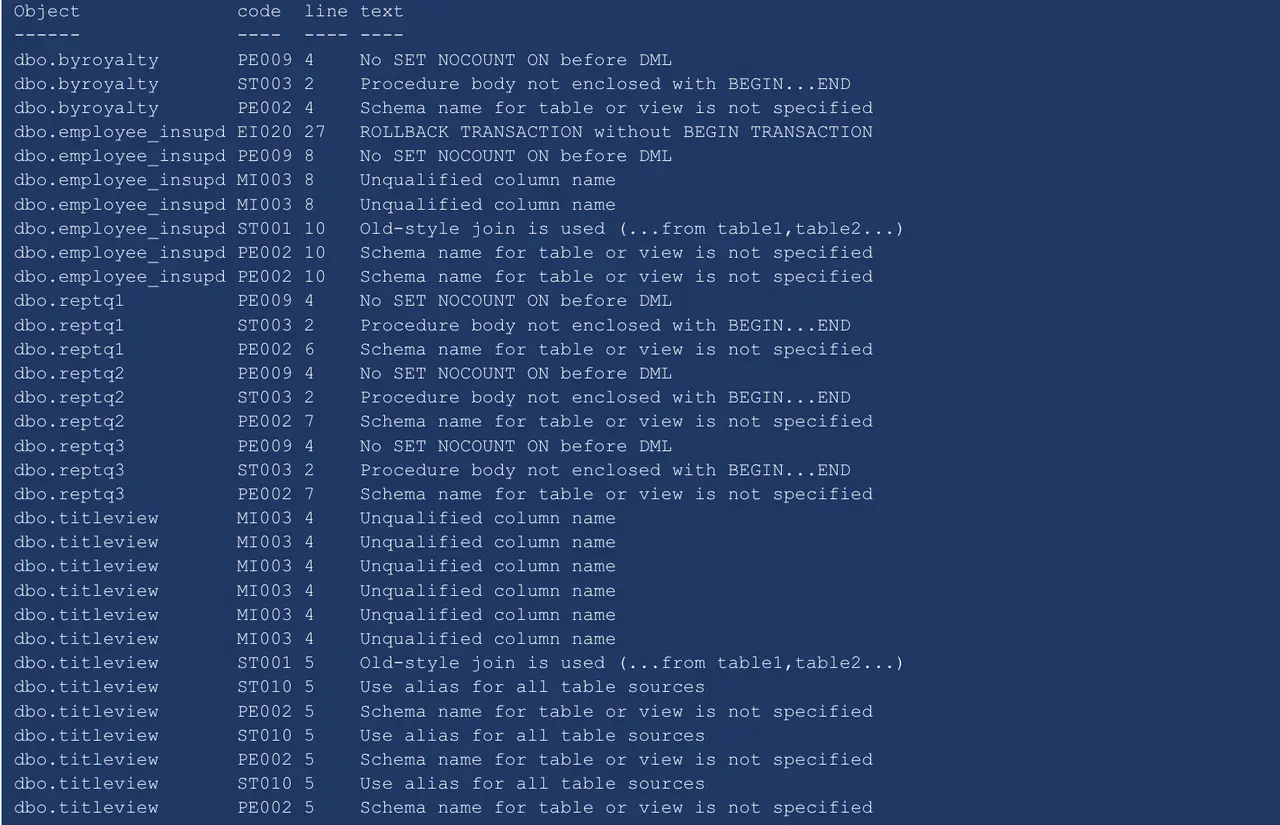 Object              code  line text
------              ----  ---- ----
dbo.byroyalty       PE009 4    No SET NOCOUNT ON before DML
dbo.byroyalty       ST003 2    Procedure body not enclosed with BEGIN...END
dbo.byroyalty       PE002 4    Schema name for table or view is not specified
dbo.employee_insupd EI020 27   ROLLBACK TRANSACTION without BEGIN TRANSACTION
dbo.employee_insupd PE009 8    No SET NOCOUNT ON before DML
dbo.employee_insupd MI003 8    Unqualified column name
dbo.employee_insupd MI003 8    Unqualified column name
dbo.employee_insupd ST001 10   Old-style join is used (...from table1,table2...)
dbo.employee_insupd PE002 10   Schema name for table or view is not specified
dbo.employee_insupd PE002 10   Schema name for table or view is not specified
dbo.reptq1          PE009 4    No SET NOCOUNT ON before DML
dbo.reptq1          ST003 2    Procedure body not enclosed with BEGIN...END
dbo.reptq1          PE002 6    Schema name for table or view is not specified
dbo.reptq2          PE009 4    No SET NOCOUNT ON before DML
dbo.reptq2          ST003 2    Procedure body not enclosed with BEGIN...END
dbo.reptq2          PE002 7    Schema name for table or view is not specified
dbo.reptq3          PE009 4    No SET NOCOUNT ON before DML
dbo.reptq3          ST003 2    Procedure body not enclosed with BEGIN...END
dbo.reptq3          PE002 7    Schema name for table or view is not specified
dbo.titleview       MI003 4    Unqualified column name
dbo.titleview       MI003 4    Unqualified column name
dbo.titleview       MI003 4    Unqualified column name
dbo.titleview       MI003 4    Unqualified column name
dbo.titleview       MI003 4    Unqualified column name
dbo.titleview       MI003 4    Unqualified column name
dbo.titleview       ST001 5    Old-style join is used (...from table1,table2...)
dbo.titleview       ST010 5    Use alias for all table sources
dbo.titleview       PE002 5    Schema name for table or view is not specified
dbo.titleview       ST010 5    Use alias for all table sources
dbo.titleview       PE002 5    Schema name for table or view is not specified
dbo.titleview       ST010 5    Use alias for all table sources
dbo.titleview       PE002 5    Schema name for table or view is not specified